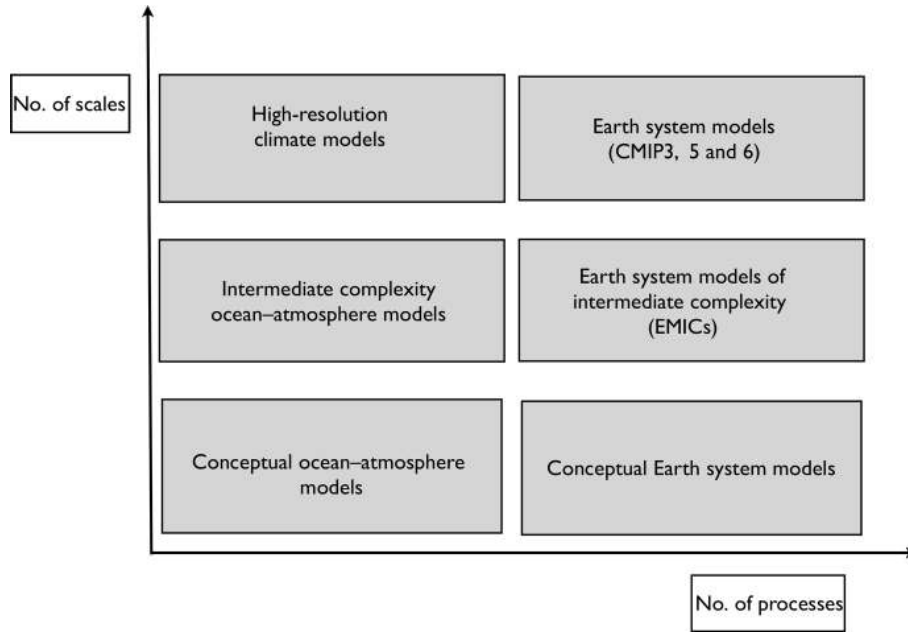 No. of scales
High-resolution
climate models
Earth system models
(CMIP3, 5 and 6)
Intermediate complexity
ocean–atmosphere models
Earth system models of
intermediate complexity
(EMICs)
Conceptual ocean–atmosphere
models
Conceptual Earth system models
No. of processes